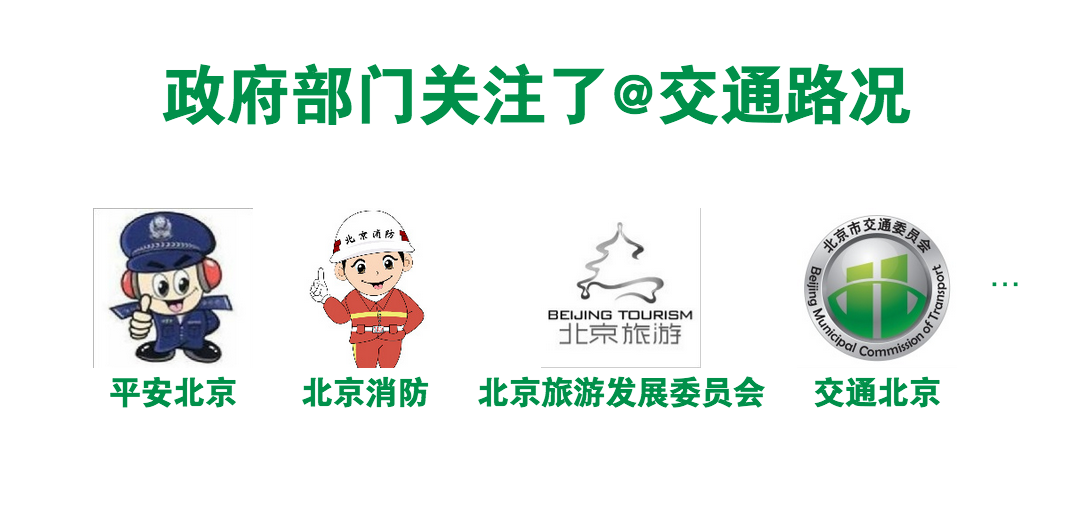 政府部门关注了@交通路况
北京消防
BEIJING TOURISM
北京旅游
北京市交通委员会
Beijing Municipal Commission of Transport
...
平安北京
北京消防
北京旅游发展委员会
交通北京